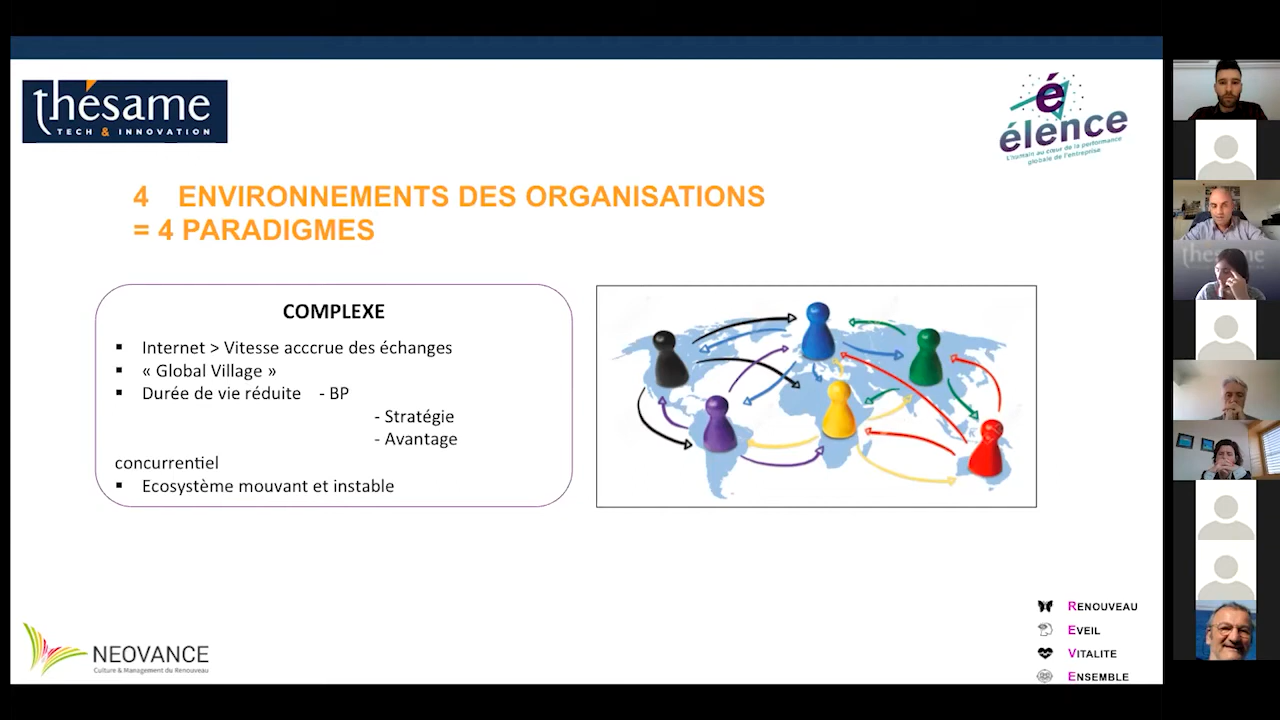 thésame
TECH & INNOVATION
é
élence
L'humain au cœur de la performance
globale de l'entreprise
4 ENVIRONNEMENTS DES ORGANISATIONS
= 4 PARADIGMES
COMPLEXE
▪ Internet > Vitesse acccrue des échanges
▪ « Global Village »
▪ Durée de vie réduite - BP
- Stratégie
- Avantage
concurrentiel
▪ Ecosystème mouvant et instable
NEOVANCE
Culture & Management du Renouveau
RENOUVEAU
EVEIL
VITALITE
ENSEMBLE
thésame